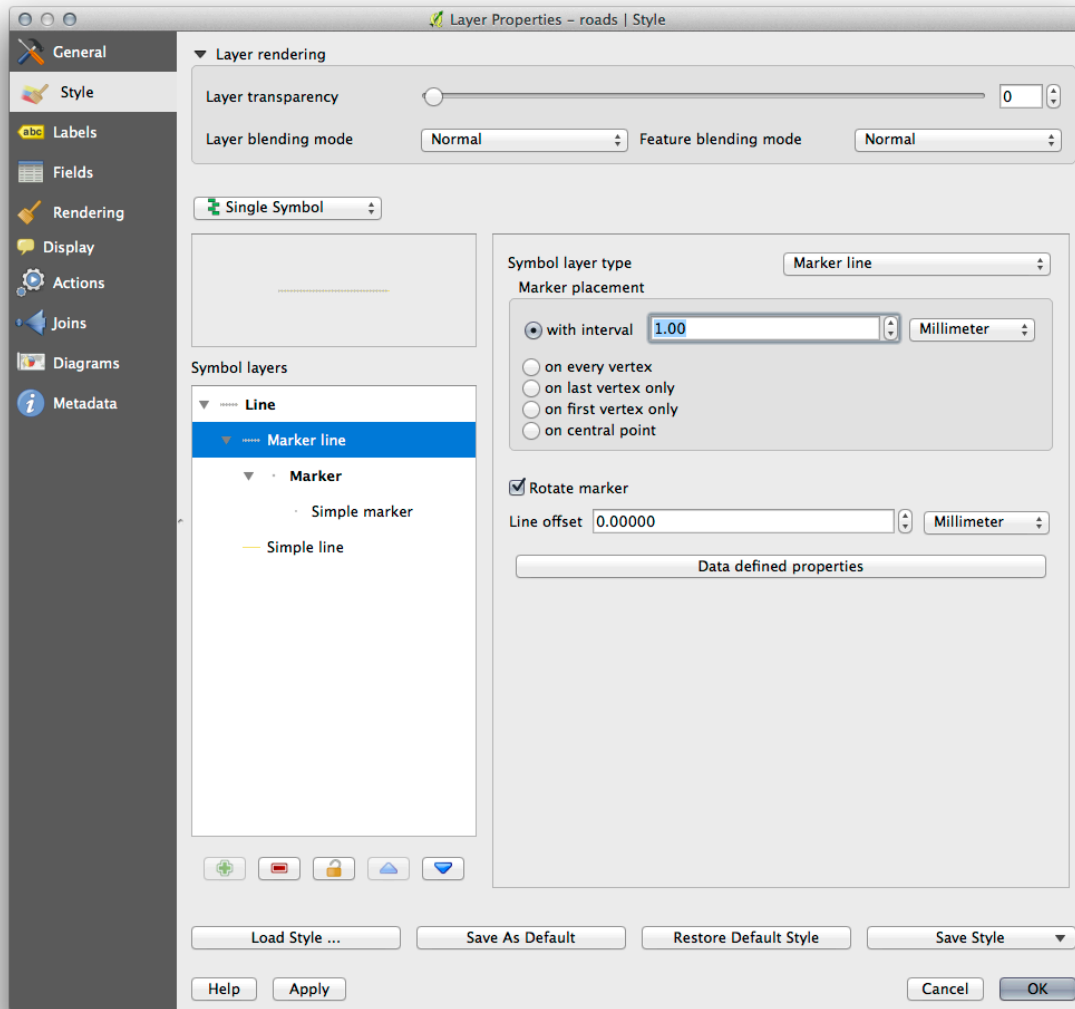 Layer Properties – roads | Style
General
Style
abc Labels
Fields
Rendering
Display
Actions
Joins
Diagrams
i Metadata
Layer rendering
Layer transparency 0
Layer blending mode Normal Feature blending mode Normal
Single Symbol
Symbol layers
Line
Marker line
Marker
Simple marker
Simple line
Symbol layer type Marker line
Marker placement
with interval 1.00 Millimeter
on every vertex
on last vertex only
on first vertex only
on central point
Rotate marker
Line offset 0.00000 Millimeter
Data defined properties
Load Style ... Save As Default Restore Default Style Save Style
Help Apply Cancel OK